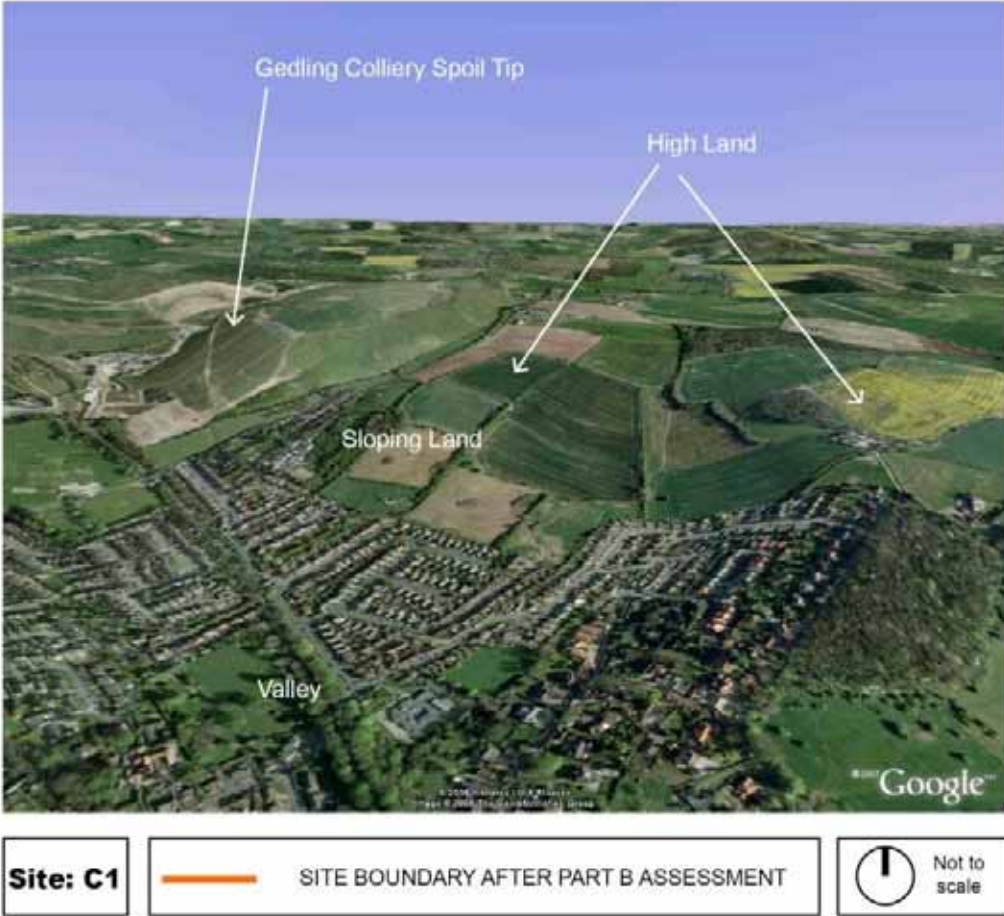 Gedling Colliery Spoil Tip
High Land
Sloping Land
Valley
Google
Site: C1
SITE BOUNDARY AFTER PART B ASSESSMENT
Not to
scale